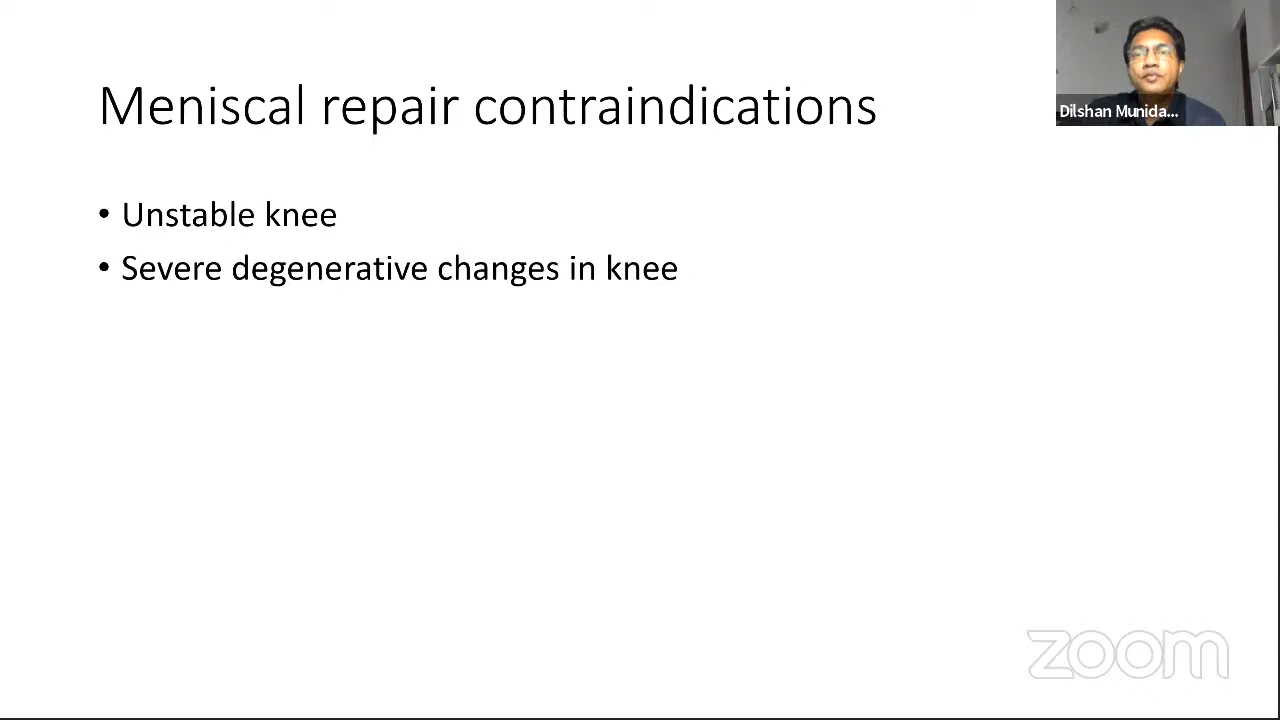 Meniscal repair contraindications
Dilshan Munida...
• Unstable knee
• Severe degenerative changes in knee
zoom